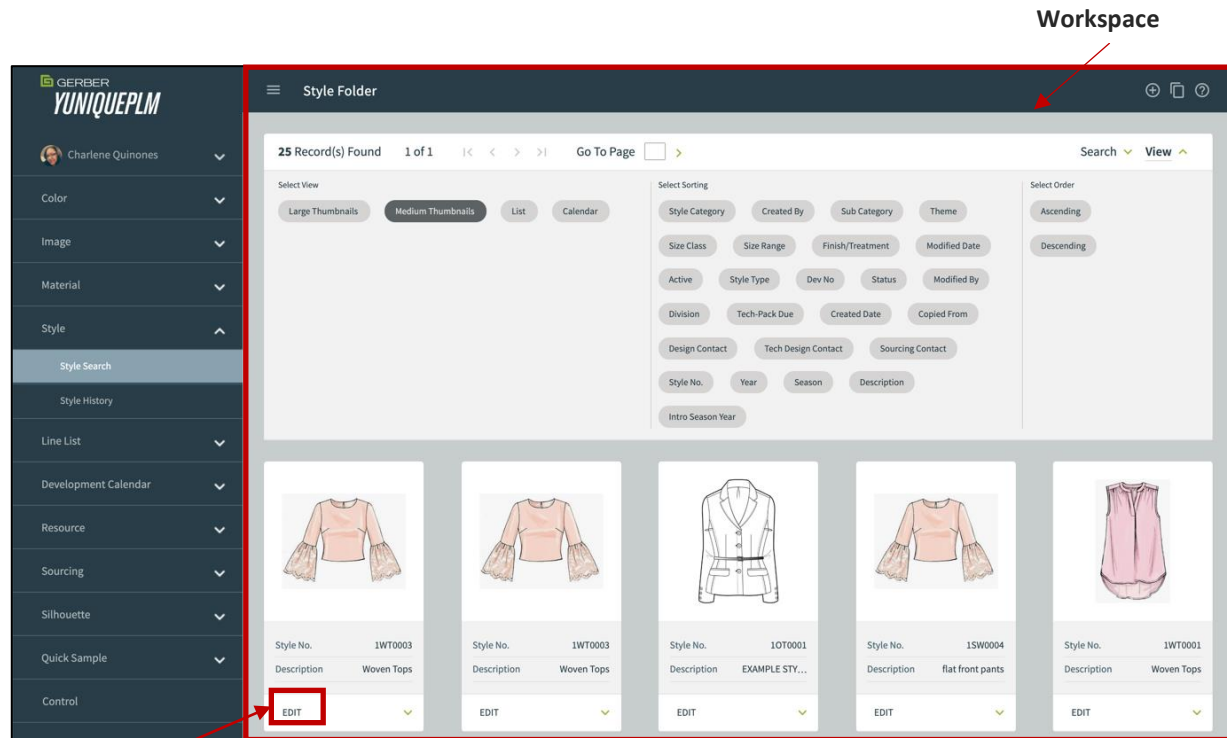 Workspace
GERBER
YUNIQUEPLM
Charlene Quinones
Color
Image
Material
Style
Style Search
Style History
Line List
Development Calendar
Resource
Sourcing
Silhouette
Quick Sample
Control
Style Folder
25 Record(s) Found 1 of 1 |< < > >| Go To Page > Search View
Select View
Large Thumbnails Medium Thumbnails List Calendar
Select Sorting
Style Category Created By Sub Category Theme
Size Class Size Range Finish/Treatment Modified Date
Active Style Type Dev No Status Modified By
Division Tech-Pack Due Created Date Copied From
Design Contact Tech Design Contact Sourcing Contact
Style No. Year Season Description
Intro Season Year
Select Order
Ascending
Descending
Style No. 1WT0003
Description Woven Tops
EDIT
Style No. 1WT0003
Description Woven Tops
EDIT
Style No. 1OT0001
Description EXAMPLE STY...
EDIT
Style No. 1SW0004
Description flat front pants
EDIT
Style No. 1WT0001
Description Woven Tops
EDIT